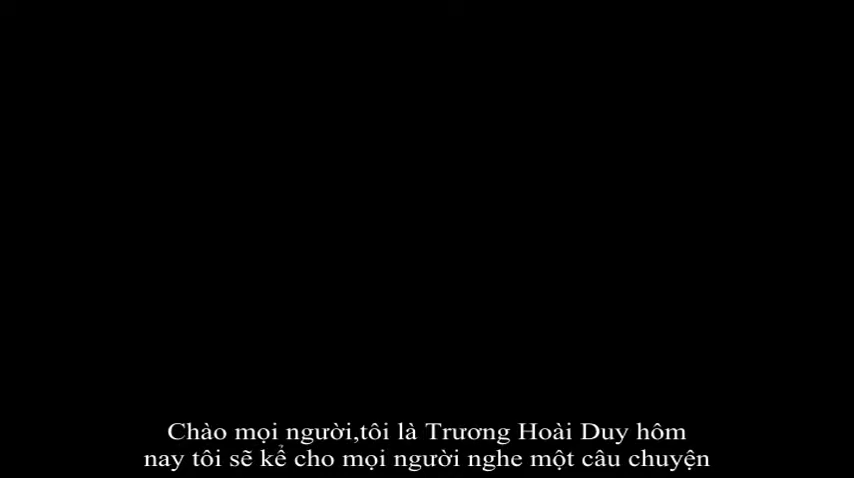 Chào mọi người,tôi là Trương Hoài Duy hôm
nay tôi sẽ kể cho mọi người nghe một câu chuyện